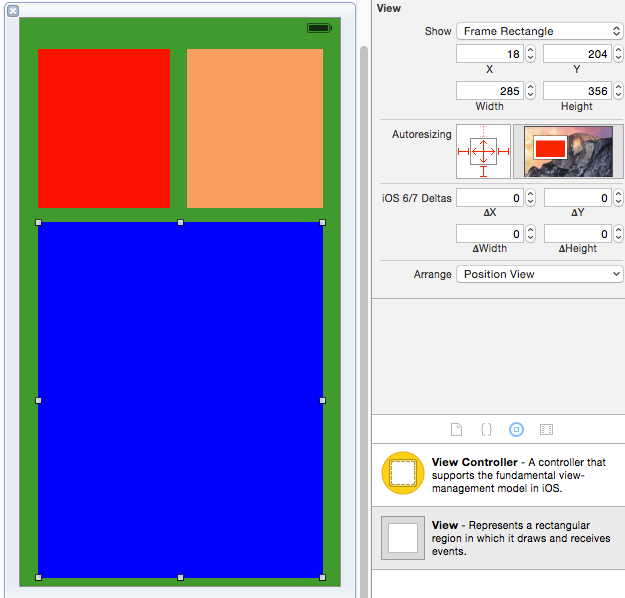 View
Show Frame Rectangle
18 204
X Y
285 356
Width Height
Autoresizing
iOS 6/7 Deltas 0 0
ΔX ΔY
0 0
ΔWidth ΔHeight
Arrange Position View
{}
View Controller - A controller that
supports the fundamental view-
management model in iOS.
View - Represents a rectangular
region in which it draws and receives
events.